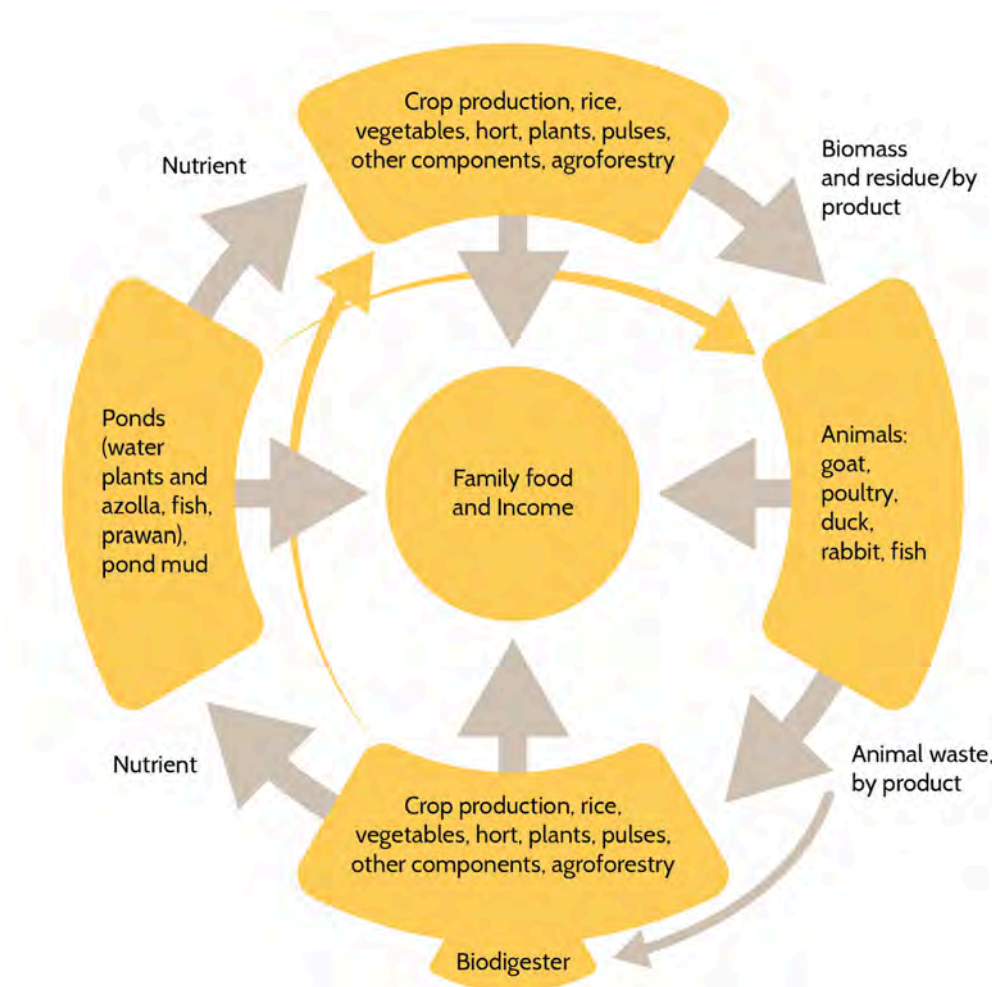 Crop production, rice,
vegetables, hort, plants, pulses,
other components, agroforestry
Nutrient
Biomass
and residue/by
product
Ponds
(water
plants and
azolla, fish,
prawan),
pond mud
Family food
and Income
Animals:
goat,
poultry,
duck,
rabbit, fish
Nutrient
Animal waste,
by product
Crop production, rice,
vegetables, hort, plants, pulses,
other components, agroforestry
Biodigester